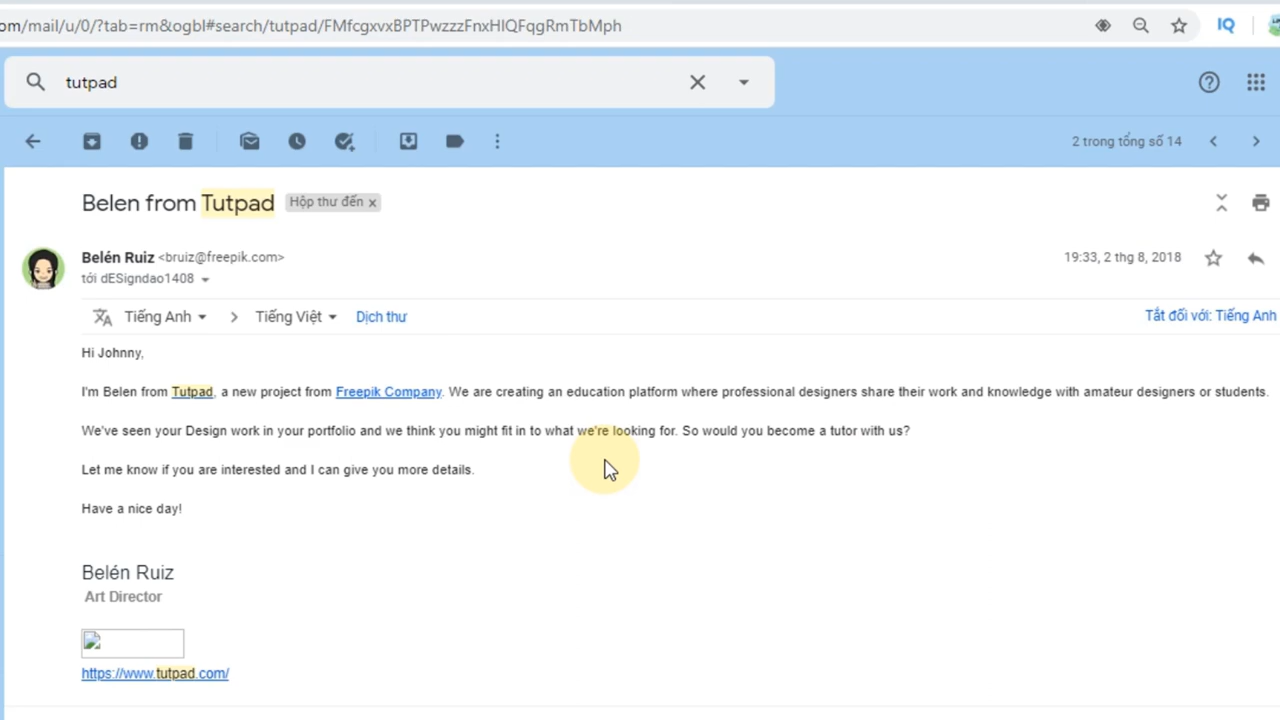 om/mail/u/0/?tab=rm&ogbl#search/tutpad/FMfcgxvxBPTPwzzzFnxHlQFqgRmTbMph
IQ
tutpad
2 trong tổng số 14
Belen from Tutpad Hộp thư đến x
Belén Ruiz <bruiz@freepik.com>
19:33, 2 thg 8, 2018
tới dESigndao1408
Tiếng Anh > Tiếng Việt Dịch thư
Tắt đối với: Tiếng Anh
Hi Johnny,
I'm Belen from Tutpad, a new project from Freepik Company. We are creating an education platform where professional designers share their work and knowledge with amateur designers or students.
We've seen your Design work in your portfolio and we think you might fit in to what we're looking for. So would you become a tutor with us?
Let me know if you are interested and I can give you more details.
Have a nice day!
Belén Ruiz
Art Director
https://www.tutpad.com/